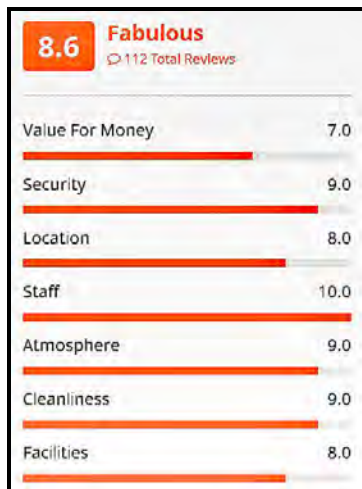 8.6 Fabulous
112 Total Reviews
Value For Money 7.0
Security 9.0
Location 8.0
Staff 10.0
Atmosphere 9.0
Cleanliness 9.0
Facilities 8.0